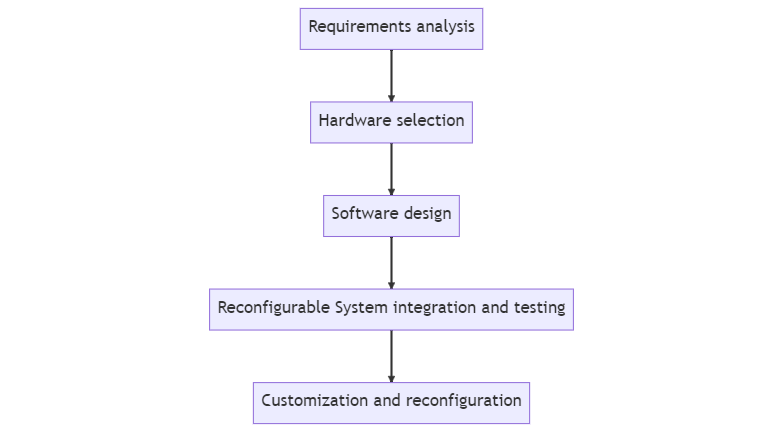 Requirements analysis
Hardware selection
Software design
Reconfigurable System integration and testing
Customization and reconfiguration